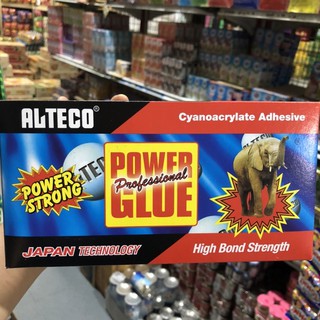 ALTECO®
Cyanoacrylate Adhesive
POWER
STRONG
POWER
Professional
GLUE
JAPAN TECHNOLOGY
High Bond Strength